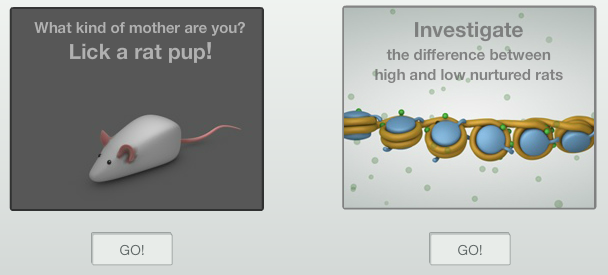 What kind of mother are you?
Lick a rat pup!
Investigate
the difference between
high and low nurtured rats
GO!
GO!